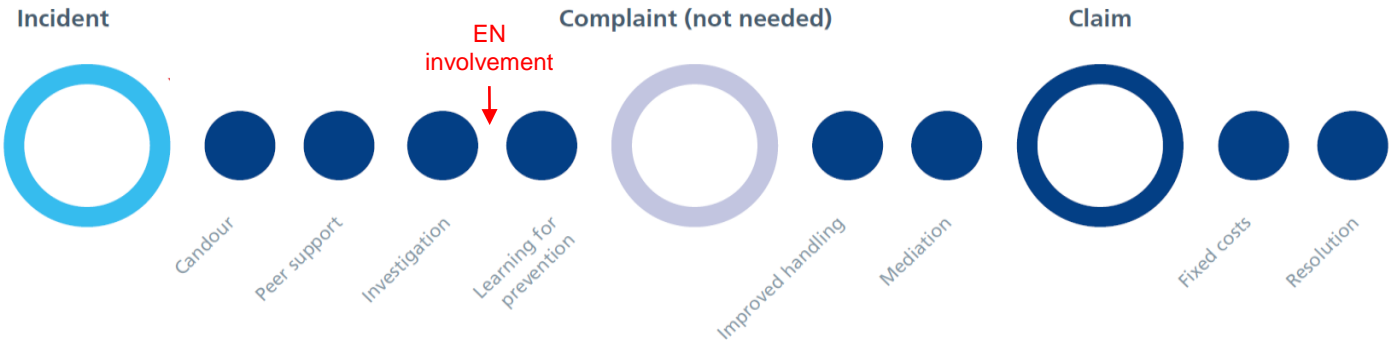 Incident
EN
involvement
Complaint (not needed)
Claim
Candour
Peer support
Investigation
Learning for
prevention
Improved handling
Mediation
Fixed costs
Resolution